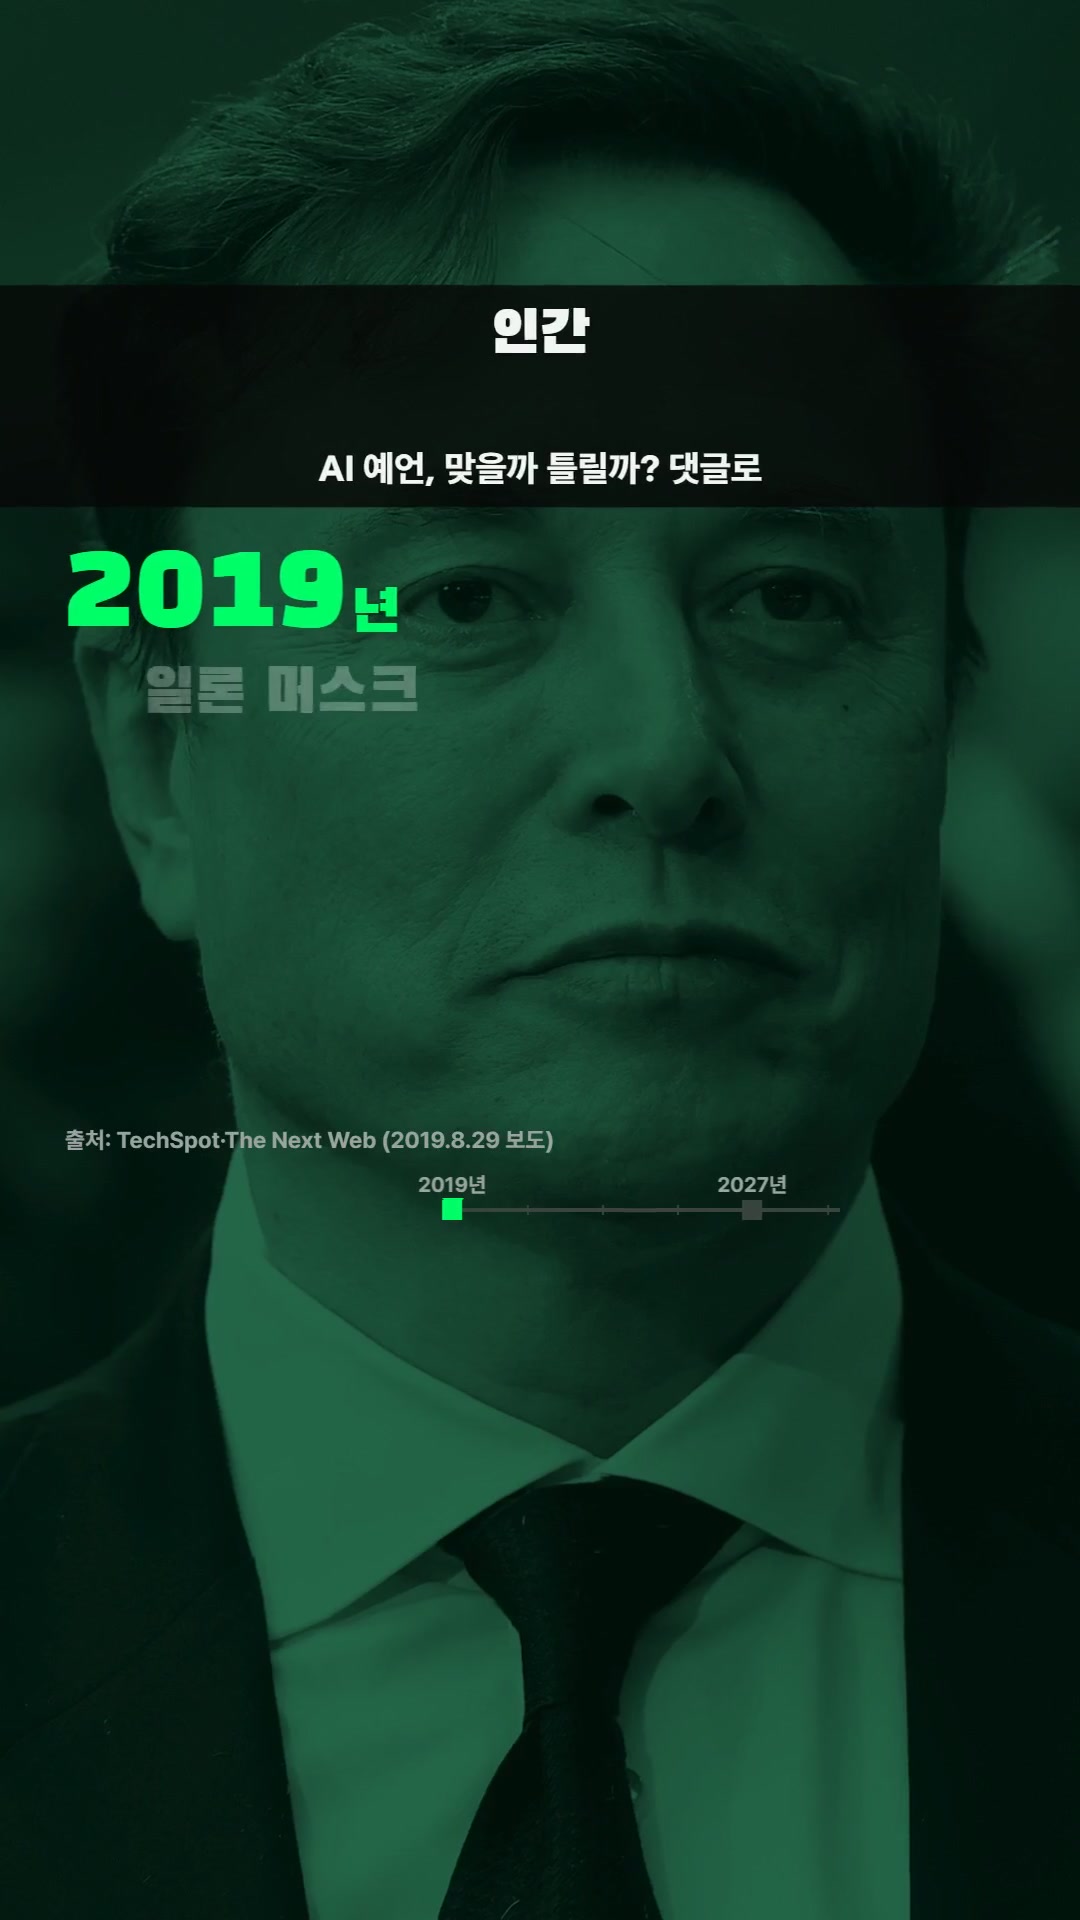 인간
AI 예언, 맞을까 틀릴까? 댓글로
2019년
일론 머스크
출처: TechSpot·The Next Web (2019.8.29 보도)
2019년 2027년